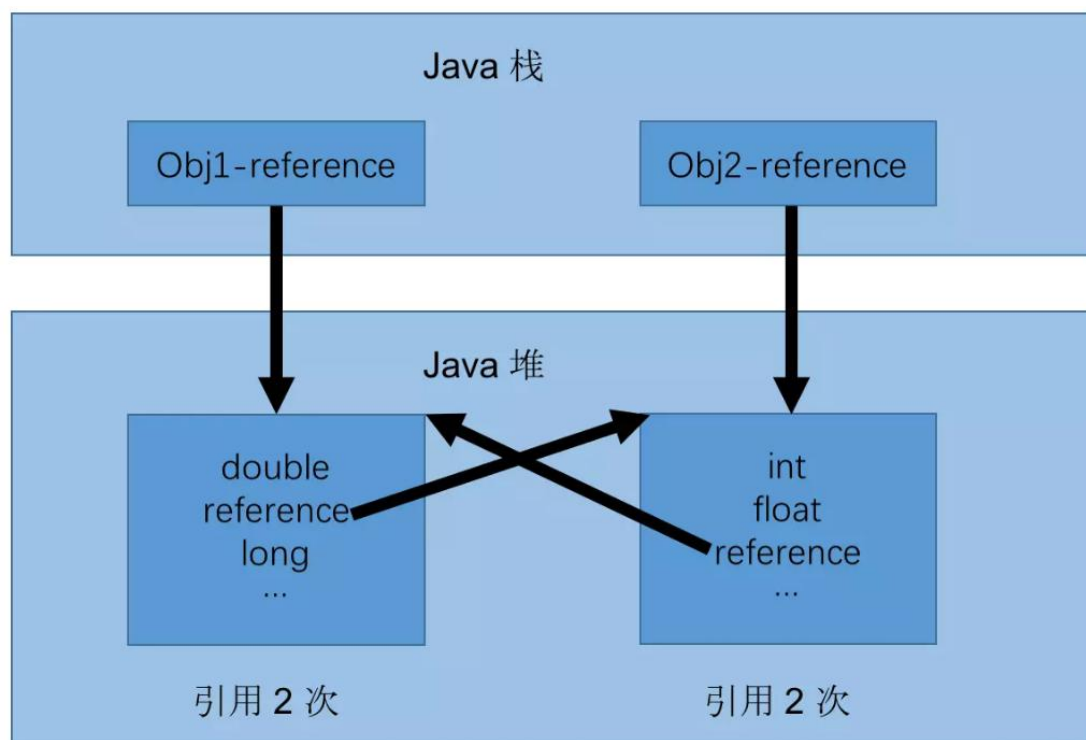 Java 栈
Obj1-reference
Obj2-reference
Java 堆
double
reference
long
...
int
float
reference
...
引用 2 次
引用 2 次